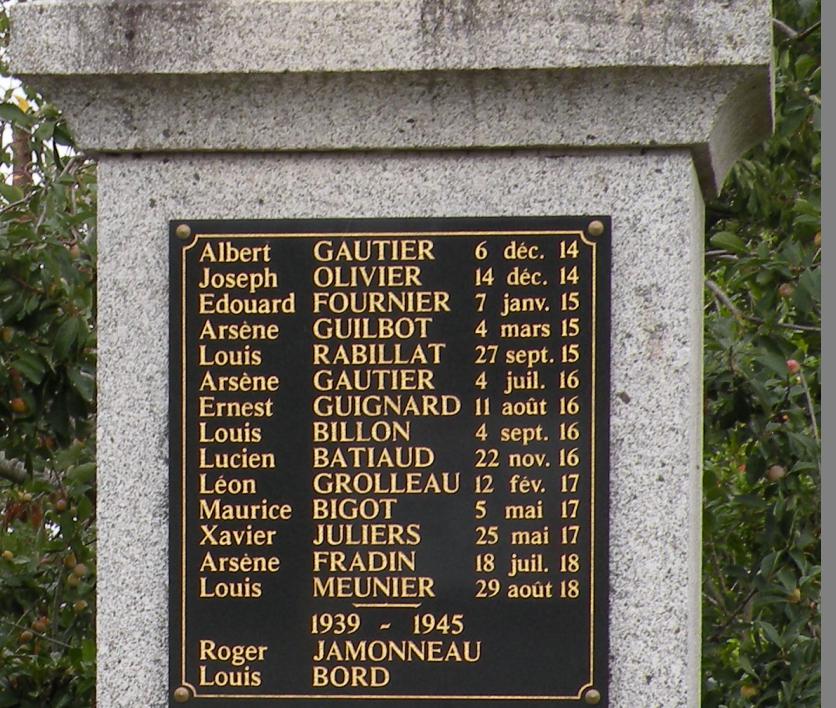 Albert GAUTIER 6 déc. 14
Joseph OLIVIER 14 déc. 14
Edouard FOURNIER 7 janv. 15
Arsène GUILBOT 4 mars 15
Louis RABILLAT 27 sept. 15
Arsène GAUTIER 4 juil. 16
Ernest GUIGNARD 11 août 16
Louis BILLON 4 sept. 16
Lucien BATIAUD 22 nov. 16
Léon GROLLEAU 12 fév. 17
Maurice BIGOT 5 mai 17
Xavier JULIERS 25 mai 17
Arsène FRADIN 18 juil. 18
Louis MEUNIER 29 août 18
1939 - 1945
Roger JAMONNEAU
Louis BORD